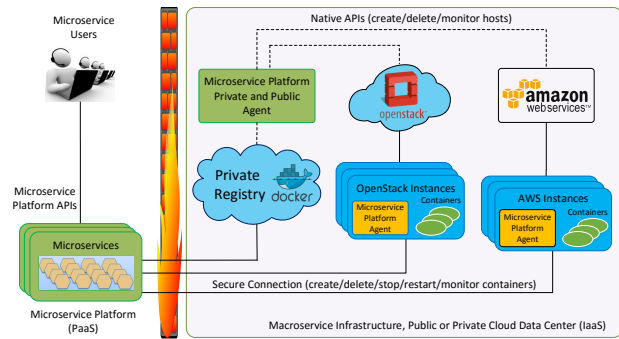 Microservice
Users
Native APIs (create/delete/monitor hosts)
Microservice Platform
Private and Public
Agent
openstack
amazon
webservices™
Private
Registry
docker
Microservice
Platform APIs
OpenStack Instances
Microservice
Platform
Agent
Containers
AWS Instances
Microservice
Platform
Agent
Containers
Microservices
Secure Connection (create/delete/stop/restart/monitor containers)
Microservice Platform
(PaaS)
Macroservice Infrastructure, Public or Private Cloud Data Center (IaaS)